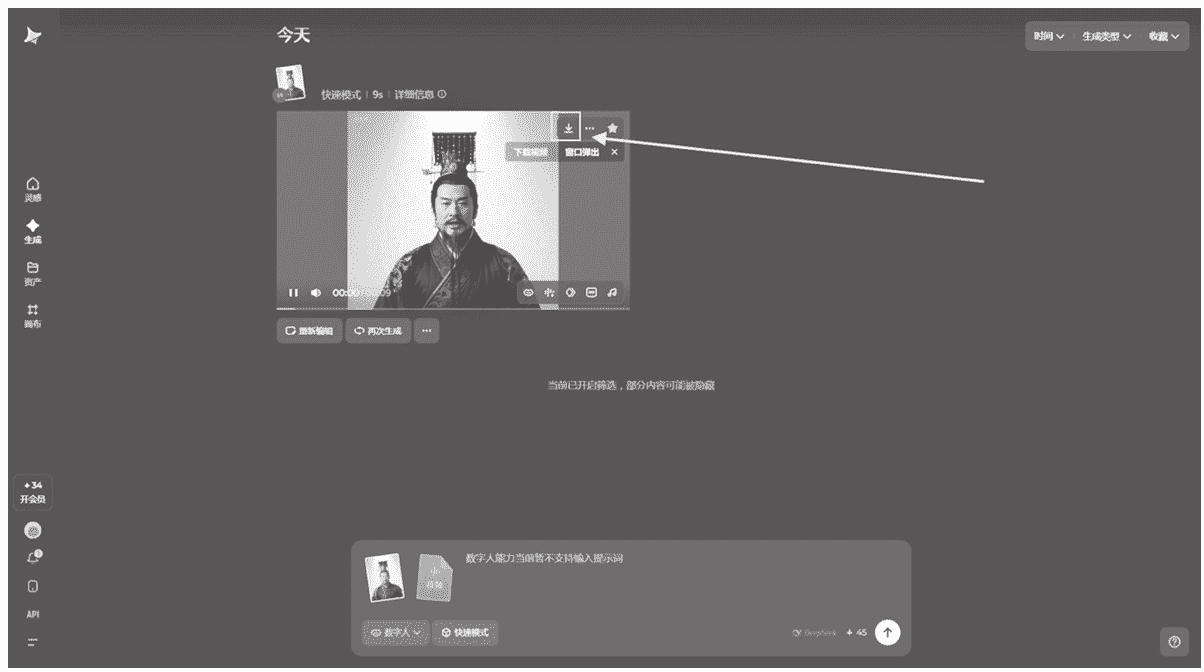 今天
时间
生成类型
收藏
快速模式 | 9s | 详细信息
下载视频
窗口弹出
00:00 / 00:09
灵感
生成
资产
画布
重新编辑
再次生成
当前已开启筛选，部分内容可能被隐藏
34
开会员
1
API
数字人能力当前暂不支持输入提示词
数字人
快速模式
45